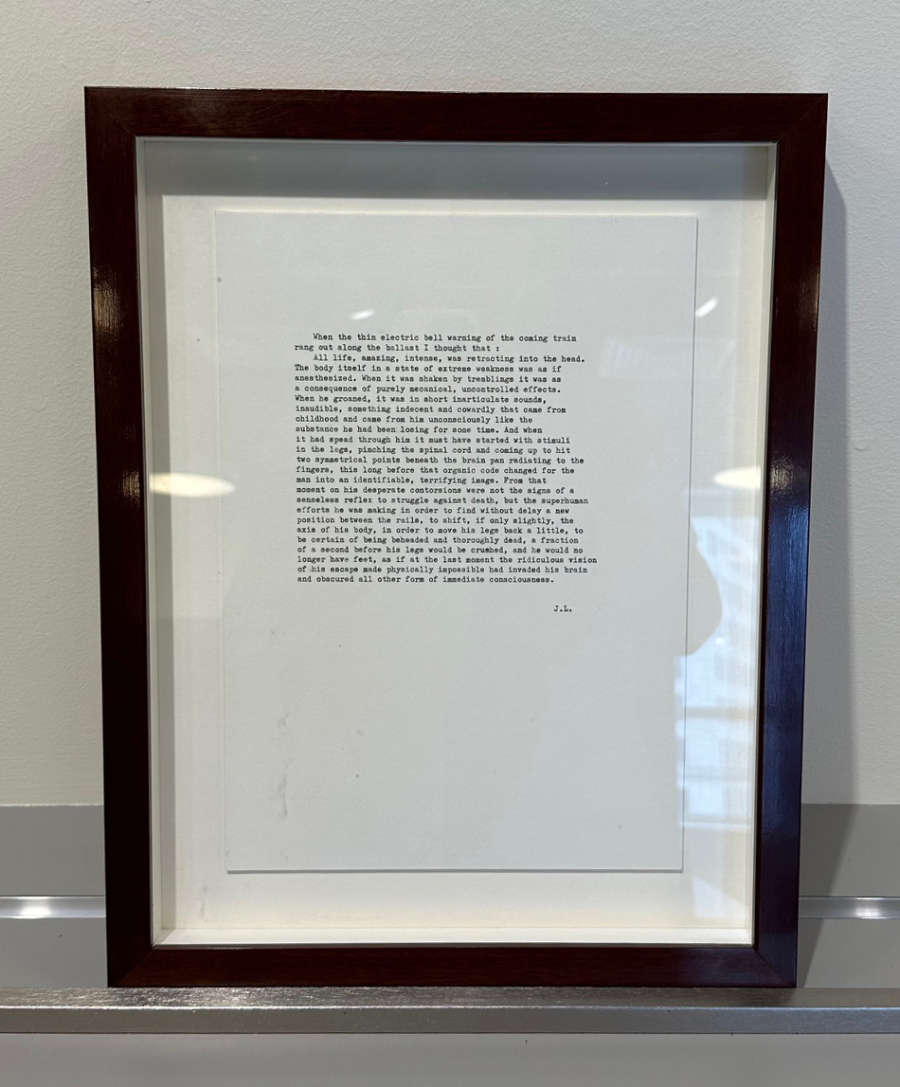 When the thin electric bell warning of the coming train
rang out along the ballast I thought that :
All life, amazing, intense, was retracting into the head.
The body itself in a state of extreme weakness was as if
anesthesized. When it was shaken by tremblings it was as
a consequence of purely mecanical, uncontrolled effects.
When he groaned, it was in short inarticulate sounds,
inaudible, something indecent and cowardly that came from
childhood and came from him unconsciously like the
substance he had been losing for some time. And when
it had spead through him it must have started with stimuli
in the legs, pinching the spinal cord and coming up to hit
two symmetrical points beneath the brain pan radiating to the
fingers, this long before that organic code changed for the
man into an identifiable, terrifying image. From that
moment on his desperate contorsions were not the signs of a
senseless reflex to struggle against death, but the superhuman
efforts he was making in order to find without delay a new
position between the rails, to shift, if only slightly, the
axis of his body, in order to move his legs back a little, to
be certain of being beheaded and thoroughly dead, a fraction
of a second before his legs would be crushed, and he would no
longer have feet, as if at the last moment the ridiculous vision
of his escape made physically impossible had invaded his brain
and obscured all other form of immediate consciousness.
J.L.